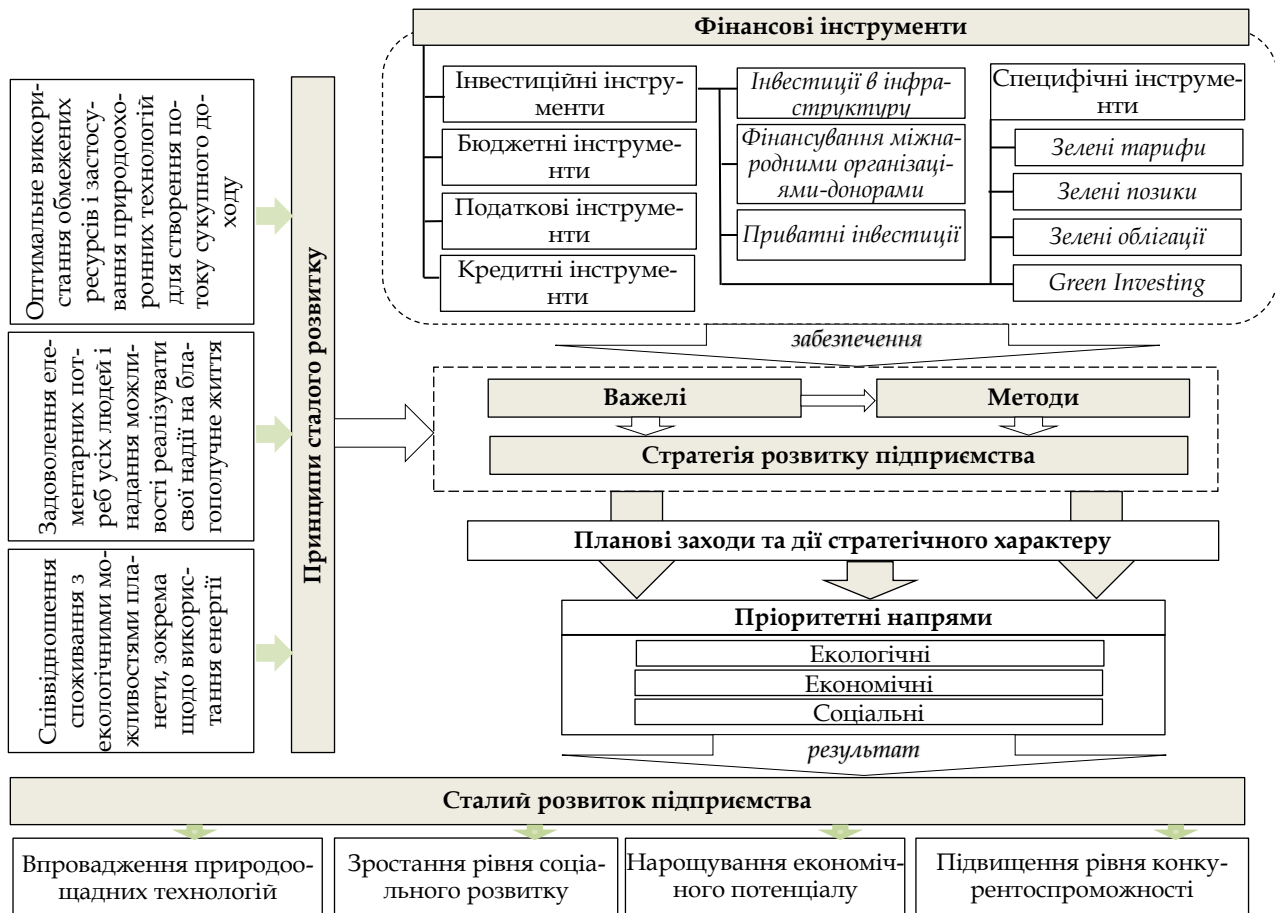 Фінансові інструменти
Інвестиційні інстру-
менти
Бюджетні інструме-
нти
Податкові інструме-
нти
Кредитні інструме-
нти
Інвестиції в інфра-
структуру
Фінансування міжна-
родними організаці-
ями-донорами
Приватні інвестиції
Специфічні інструме-
нти
Зелені тарифи
Зелені позики
Зелені облігації
Green Investing
забезпечення
Оптимальне викори-
стання обмежених
ресурсів і застосу-
вання природоохо-
ронних технологій
для створення по-
току сукупного до-
ходу
Задоволення еле-
ментарних пот-
реб усіх людей і
надання можли-
вості реалізувати
свої надії на бла-
гополучне життя
Співвідношення
споживання з
екологічними мо-
жливостями пла-
нети, зокрема
щодо викорис-
тання енергії
Принципи сталого розвитку
Важелі
Методи
Стратегія розвитку підприємства
Планові заходи та дії стратегічного характеру
Пріоритетні напрями
Екологічні
Економічні
Соціальні
результат
Сталий розвиток підприємства
Впровадження природоо-
щадних технологій
Зростання рівня соці-
ального розвитку
Нарощування економіч-
ного потенціалу
Підвищення рівня конку-
рентоспроможності